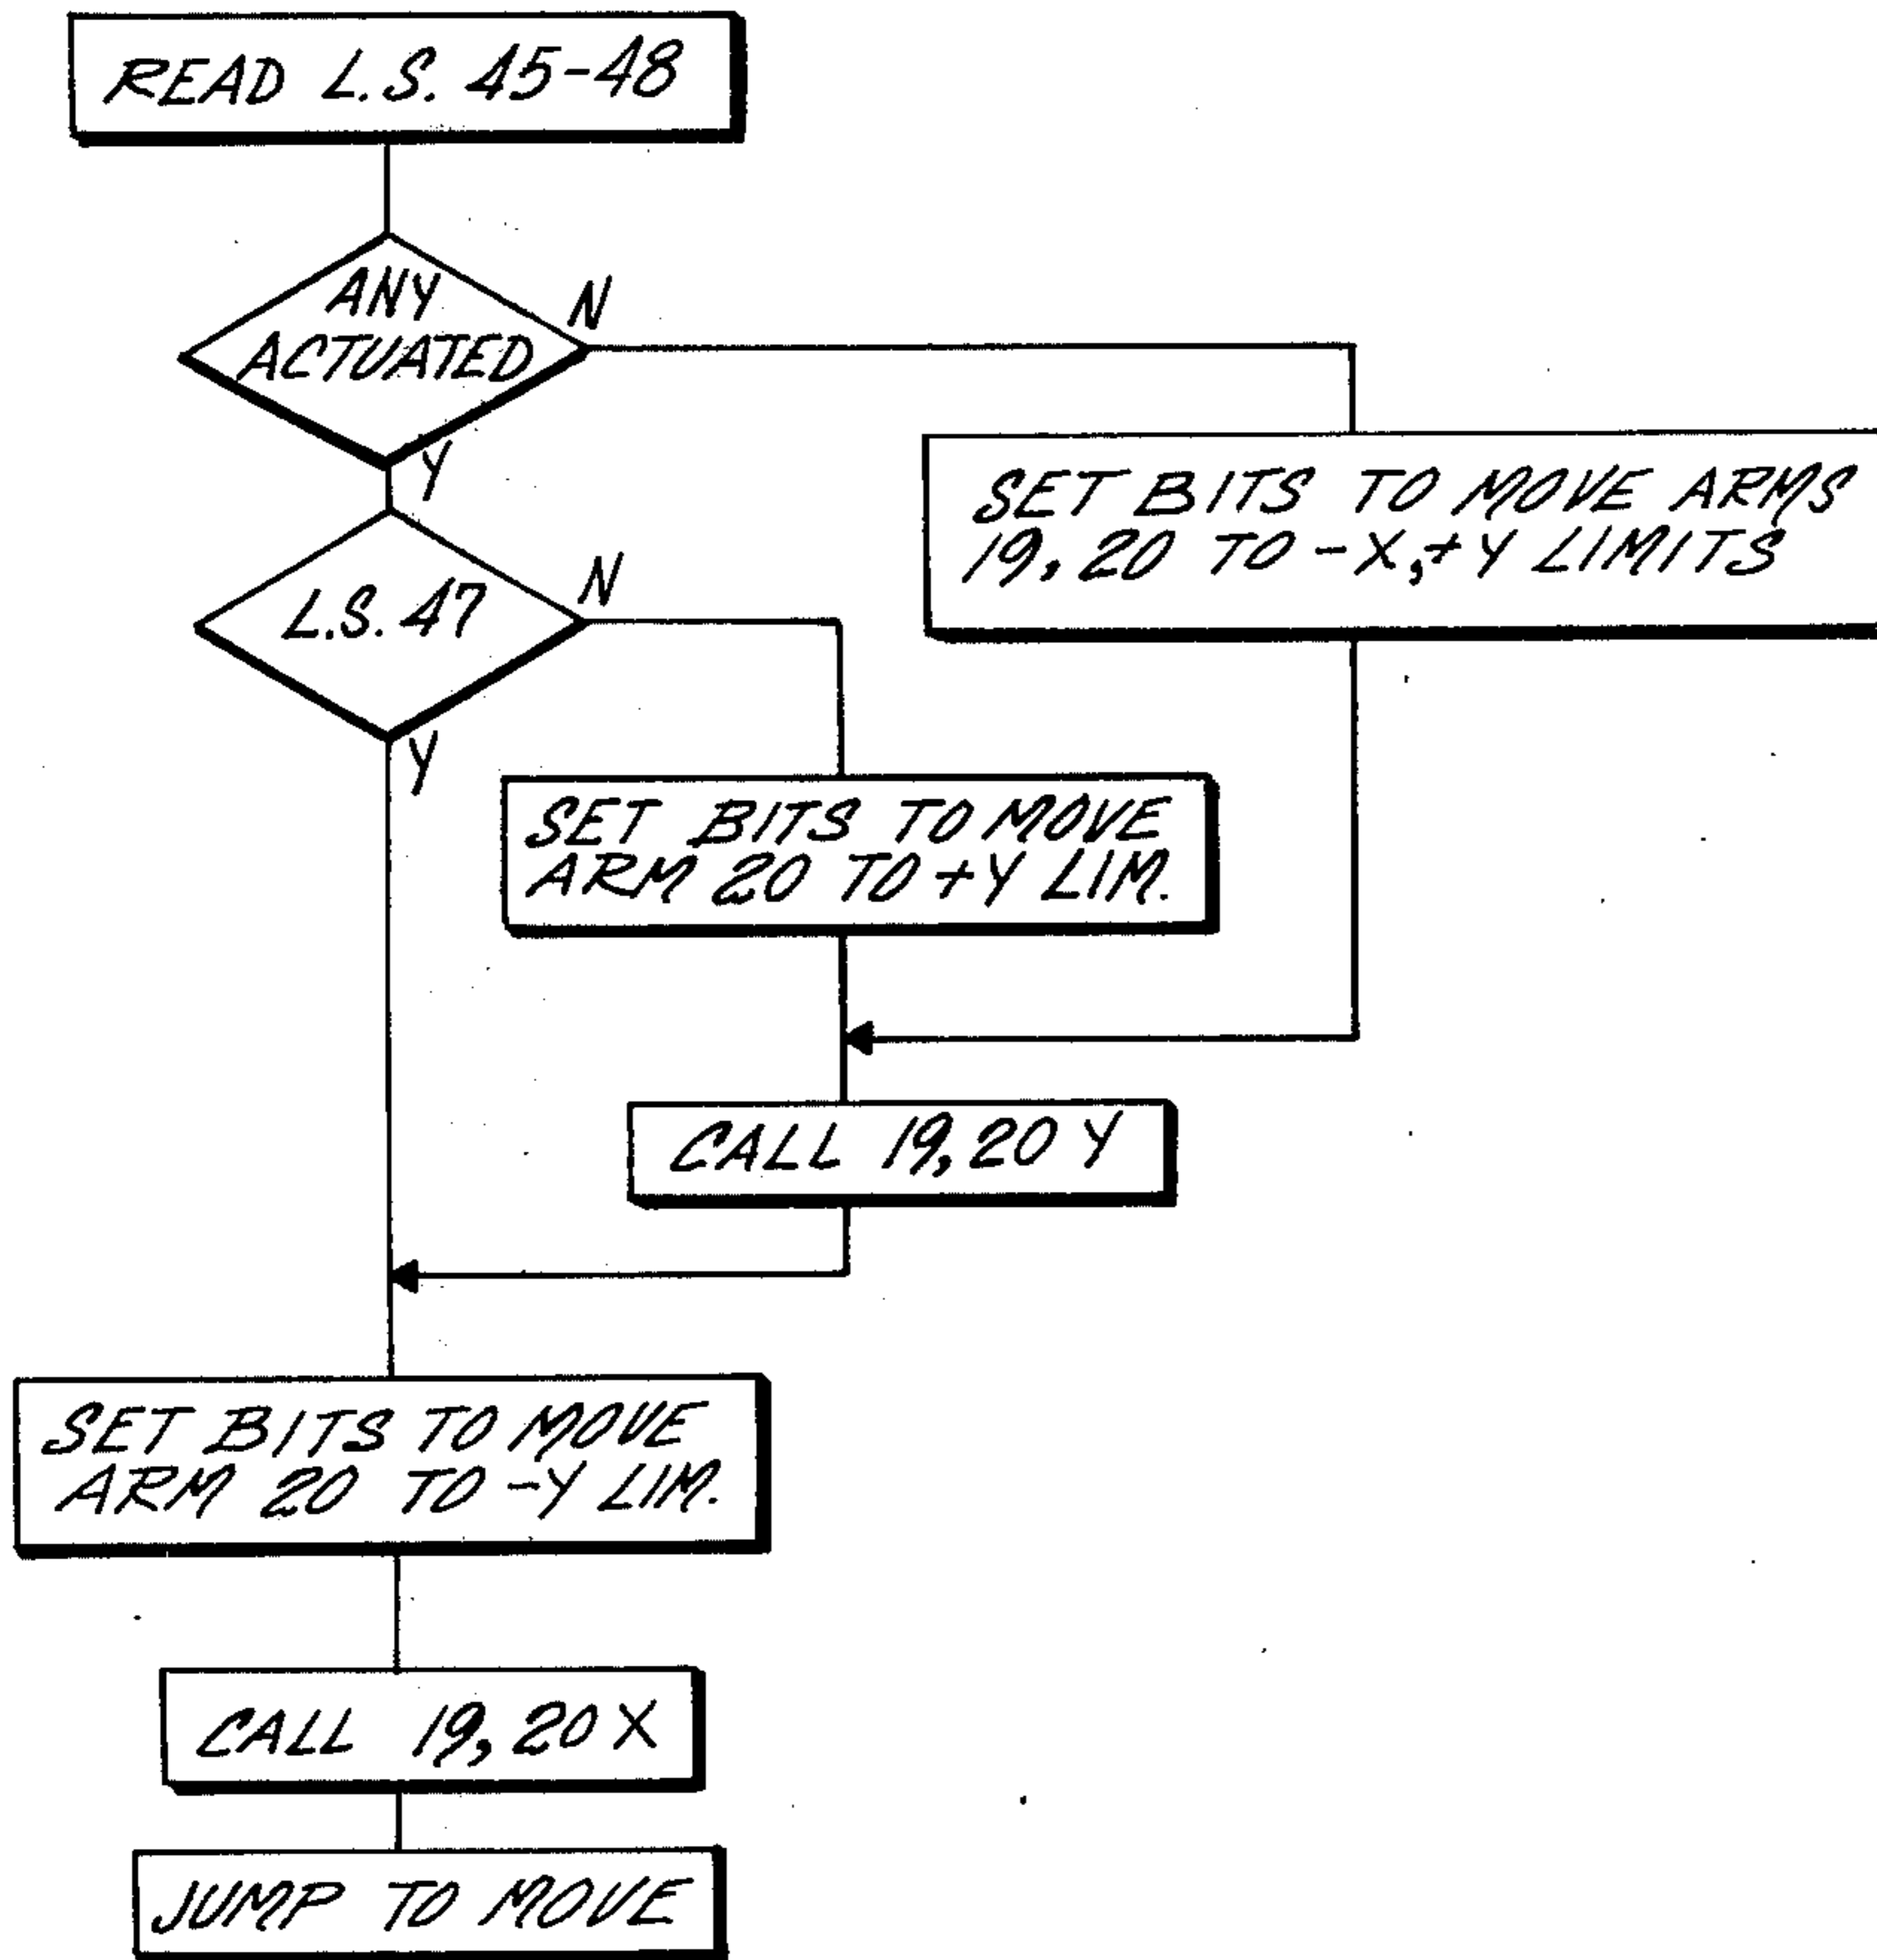 READ L.S. 45-48
ANY
ACTUATED
N
Y
SET BITS TO MOVE ARMS
19, 20 TO -X,+Y LIMITS
L.S. 47
N
Y
SET BITS TO MOVE
ARM 20 TO +Y LIM.
CALL 19,20 Y
SET BITS TO MOVE
ARM 20 TO -Y LIM.
CALL 19,20 X
JUMP TO MOVE